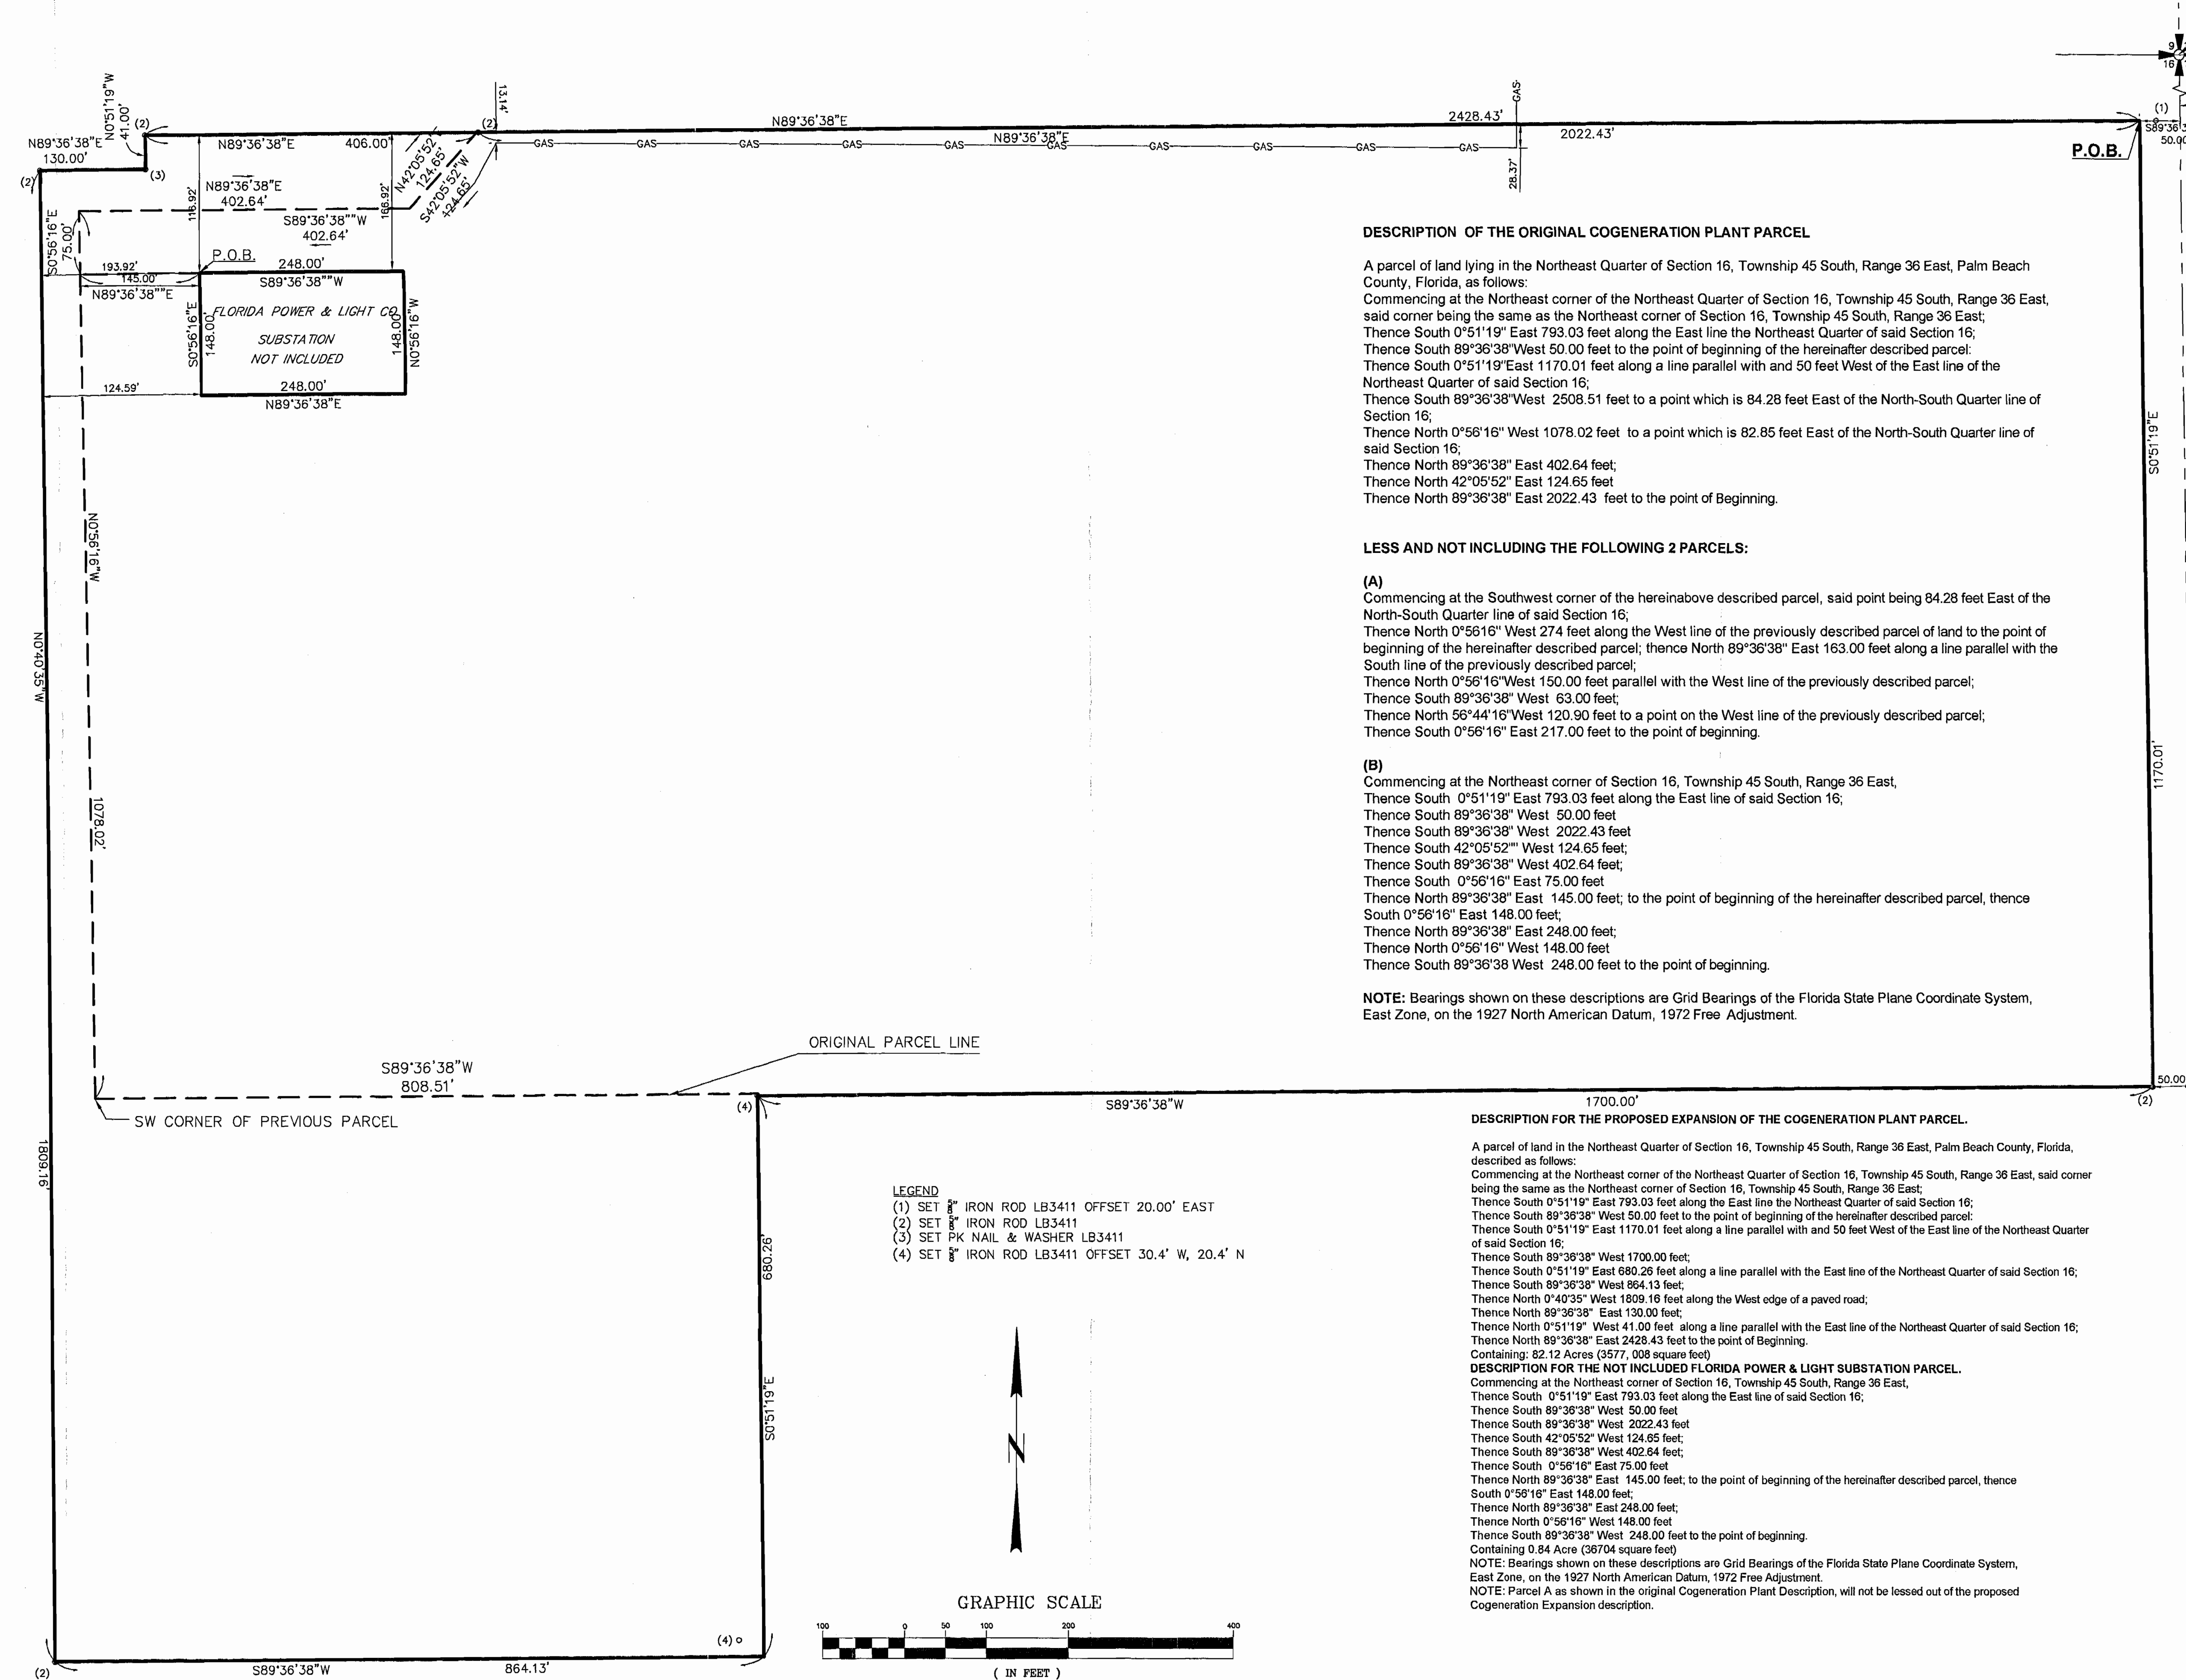 9
16
(1)
S89°36'3
50.00
P.O.B.
N0°51'19"W
41.00'
(2)
N89°36'38"E
130.00'
(2)
(3)
N89°36'38"E
406.00'
(2)
13.14'
N89°36'38"E
2428.43'
N89°36'38"E
2022.43'
GAS GAS GAS GAS GAS GAS GAS GAS GAS GAS
GAS
28.37'
N42°05'52"
124.65'
S42°05'52"W
124.65'
N89°36'38"E
402.64'
S89°36'38""W
402.64'
116.92'
166.92'
S0°56'16"E
75.00'
193.92'
145.00'
N89°36'38""E
P.O.B.
248.00'
S89°36'38""W
FLORIDA POWER & LIGHT CO
SUBSTATION
NOT INCLUDED
S0°56'16"E
148.00'
148.00'
N0°56'16"W
124.59'
248.00'
N89°36'38"E
N0°56'16"W
1078.02'
N0°40'35"W
1809.16'
S0°51'19"E
1170.01'
DESCRIPTION OF THE ORIGINAL COGENERATION PLANT PARCEL
A parcel of land lying in the Northeast Quarter of Section 16, Township 45 South, Range 36 East, Palm Beach
County, Florida, as follows:
Commencing at the Northeast corner of the Northeast Quarter of Section 16, Township 45 South, Range 36 East,
said corner being the same as the Northeast corner of Section 16, Township 45 South, Range 36 East;
Thence South 0°51'19" East 793.03 feet along the East line the Northeast Quarter of said Section 16;
Thence South 89°36'38"West 50.00 feet to the point of beginning of the hereinafter described parcel:
Thence South 0°51'19"East 1170.01 feet along a line parallel with and 50 feet West of the East line of the
Northeast Quarter of said Section 16;
Thence South 89°36'38"West 2508.51 feet to a point which is 84.28 feet East of the North-South Quarter line of
Section 16;
Thence North 0°56'16" West 1078.02 feet to a point which is 82.85 feet East of the North-South Quarter line of
said Section 16;
Thence North 89°36'38" East 402.64 feet;
Thence North 42°05'52" East 124.65 feet
Thence North 89°36'38" East 2022.43 feet to the point of Beginning.
LESS AND NOT INCLUDING THE FOLLOWING 2 PARCELS:
(A)
Commencing at the Southwest corner of the hereinabove described parcel, said point being 84.28 feet East of the
North-South Quarter line of said Section 16;
Thence North 0°5616" West 274 feet along the West line of the previously described parcel of land to the point of
beginning of the hereinafter described parcel; thence North 89°36'38" East 163.00 feet along a line parallel with the
South line of the previously described parcel;
Thence North 0°56'16"West 150.00 feet parallel with the West line of the previously described parcel;
Thence South 89°36'38" West 63.00 feet;
Thence North 56°44'16"West 120.90 feet to a point on the West line of the previously described parcel;
Thence South 0°56'16" East 217.00 feet to the point of beginning.
(B)
Commencing at the Northeast corner of Section 16, Township 45 South, Range 36 East,
Thence South 0°51'19" East 793.03 feet along the East line of said Section 16;
Thence South 89°36'38" West 50.00 feet
Thence South 89°36'38" West 2022.43 feet
Thence South 42°05'52"" West 124.65 feet;
Thence South 89°36'38" West 402.64 feet;
Thence South 0°56'16" East 75.00 feet
Thence North 89°36'38" East 145.00 feet; to the point of beginning of the hereinafter described parcel, thence
South 0°56'16" East 148.00 feet;
Thence North 89°36'38" East 248.00 feet;
Thence North 0°56'16" West 148.00 feet
Thence South 89°36'38 West 248.00 feet to the point of beginning.
NOTE: Bearings shown on these descriptions are Grid Bearings of the Florida State Plane Coordinate System,
East Zone, on the 1927 North American Datum, 1972 Free Adjustment.
ORIGINAL PARCEL LINE
S89°36'38"W
808.51'
SW CORNER OF PREVIOUS PARCEL
(4)
S89°36'38"W
1700.00'
50.00
(2)
DESCRIPTION FOR THE PROPOSED EXPANSION OF THE COGENERATION PLANT PARCEL.
A parcel of land in the Northeast Quarter of Section 16, Township 45 South, Range 36 East, Palm Beach County, Florida,
described as follows:
Commencing at the Northeast corner of the Northeast Quarter of Section 16, Township 45 South, Range 36 East, said corner
being the same as the Northeast corner of Section 16, Township 45 South, Range 36 East;
Thence South 0°51'19" East 793.03 feet along the East line the Northeast Quarter of said Section 16;
Thence South 89°36'38" West 50.00 feet to the point of beginning of the hereinafter described parcel:
Thence South 0°51'19" East 1170.01 feet along a line parallel with and 50 feet West of the East line of the Northeast Quarter
of said Section 16;
Thence South 89°36'38" West 1700.00 feet;
Thence South 0°51'19" East 680.26 feet along a line parallel with the East line of the Northeast Quarter of said Section 16;
Thence South 89°36'38" West 864.13 feet;
Thence North 0°40'35" West 1809.16 feet along the West edge of a paved road;
Thence North 89°36'38" East 130.00 feet;
Thence North 0°51'19" West 41.00 feet along a line parallel with the East line of the Northeast Quarter of said Section 16;
Thence North 89°36'38" East 2428.43 feet to the point of Beginning.
Containing: 82.12 Acres (3577, 008 square feet)
DESCRIPTION FOR THE NOT INCLUDED FLORIDA POWER & LIGHT SUBSTATION PARCEL.
Commencing at the Northeast corner of Section 16, Township 45 South, Range 36 East,
Thence South 0°51'19" East 793.03 feet along the East line of said Section 16;
Thence South 89°36'38" West 50.00 feet
Thence South 89°36'38" West 2022.43 feet
Thence South 42°05'52" West 124.65 feet;
Thence South 89°36'38" West 402.64 feet;
Thence South 0°56'16" East 75.00 feet
Thence North 89°36'38" East 145.00 feet; to the point of beginning of the hereinafter described parcel, thence
South 0°56'16" East 148.00 feet;
Thence North 89°36'38" East 248.00 feet;
Thence North 0°56'16" West 148.00 feet
Thence South 89°36'38" West 248.00 feet to the point of beginning.
Containing 0.84 Acre (36704 square feet)
NOTE: Bearings shown on these descriptions are Grid Bearings of the Florida State Plane Coordinate System,
East Zone, on the 1927 North American Datum, 1972 Free Adjustment.
NOTE: Parcel A as shown in the original Cogeneration Plant Description, will not be lessed out of the proposed
Cogeneration Expansion description.
LEGEND
(1) SET 5/8" IRON ROD LB3411 OFFSET 20.00' EAST
(2) SET 5/8" IRON ROD LB3411
(3) SET PK NAIL & WASHER LB3411
(4) SET 5/8" IRON ROD LB3411 OFFSET 30.4' W, 20.4' N
680.26'
S0°51'19"E
N
GRAPHIC SCALE
100 0 50 100 200 400
( IN FEET )
(4)
(2)
S89°36'38"W
864.13'